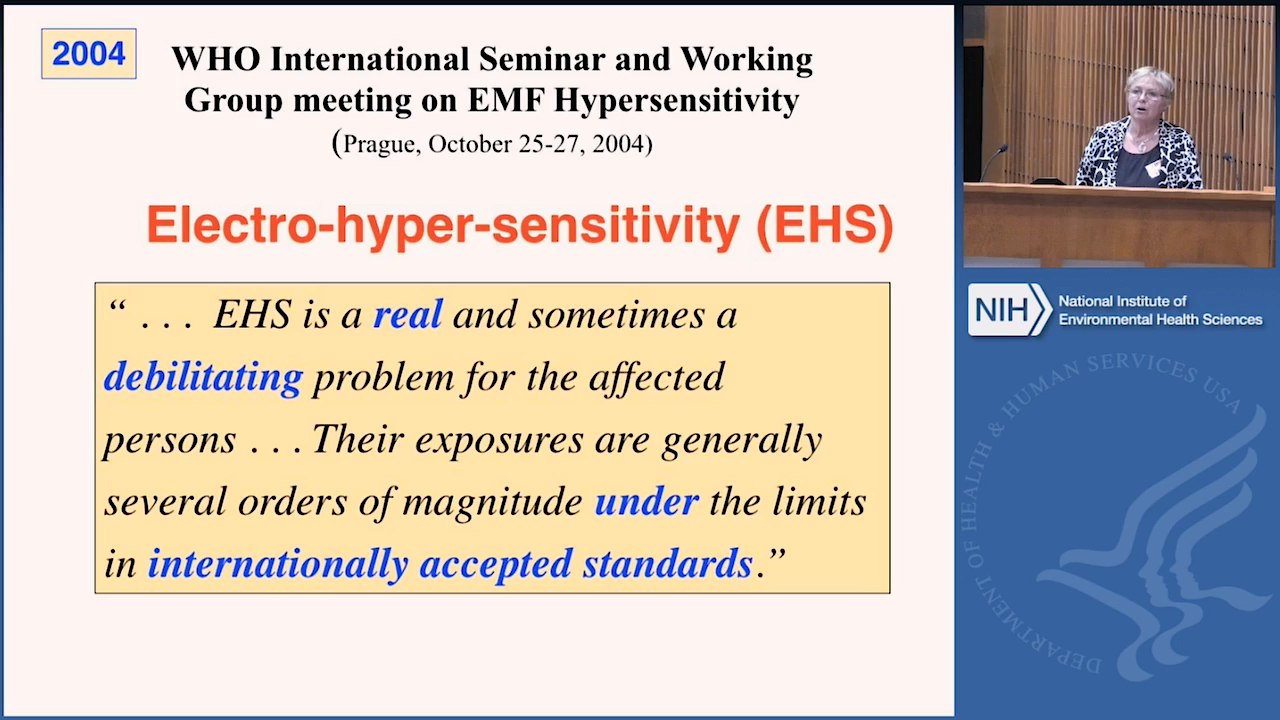 2004
WHO International Seminar and Working
Group meeting on EMF Hypersensitivity
(Prague, October 25-27, 2004)
Electro-hyper-sensitivity (EHS)
“ . . . EHS is a real and sometimes a
debilitating problem for the affected
persons . . . Their exposures are generally
several orders of magnitude under the limits
in internationally accepted standards.”
NIH
National Institute of
Environmental Health Sciences
DEPARTMENT OF HEALTH & HUMAN SERVICES USA